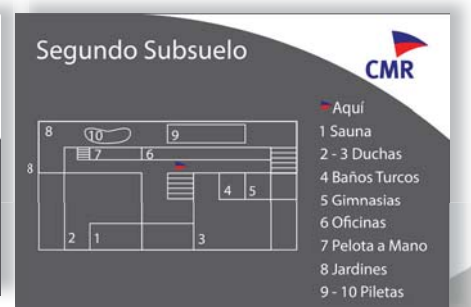 Segundo Subsuelo
CMR
Aquí
1 Sauna
2 - 3 Duchas
4 Baños Turcos
5 Gimnasias
6 Oficinas
7 Pelota a Mano
8 Jardines
9 - 10 Piletas
8
10
9
7
6
8
4
5
2
1
3